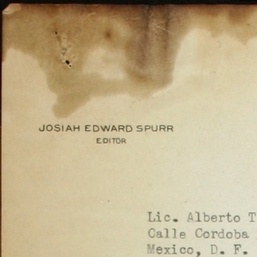 JOSIAH EDWARD SPURR
EDITOR
Lic. Alberto T
Calle Cordoba
Mexico, D. F.